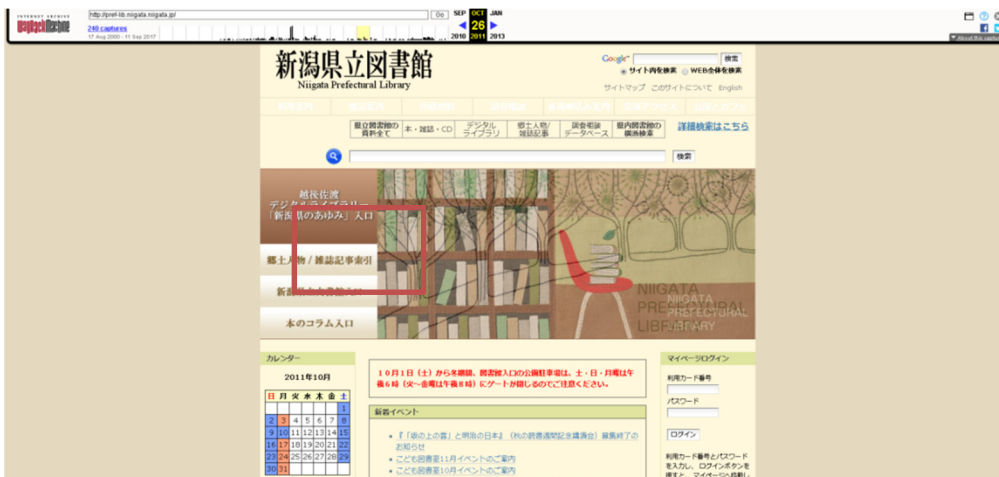 INTERNET ARCHIVE
WayBackMachine
http://pref-lib.niigata.niigata.jp/
Go
SEP OCT JAN
26
2010 2011 2013
249 captures
17 Aug 2000 - 11 Sep 2017
About this capture
新潟県立図書館
Niigata Prefectural Library
Google
検索
サイト内を検索 WEB全体を検索
サイトマップ このサイトについて English
県立図書館の資料全て
本・雑誌・CD
デジタルライブラリ
郷土人物/雑誌記事
調査相談データベース
県内図書館の横断検索
詳細検索はこちら
検索
越後佐渡
デジタルライブラリー
「新潟県のあゆみ」入口
郷土人物/雑誌記事索引
本のコラム入口
NIIGATA
PREFECTURAL
LIBRARY
カレンダー
2011年10月
日 月 火 水 木 金 土
1
2 3 4 5 6 7 8
9 10 11 12 13 14 15
16 17 18 19 20 21 22
23 24 25 26 27 28 29
30 31
10月1日(土)から冬期間、図書館入口の公園駐車場は、土・日・月曜は午
後6時(火~金曜は午後8時)にゲートが閉じるのでご注意ください。
新着イベント
『「坂の上の雲」と明治の日本』(秋の読書週間記念講演会)募集終了の
お知らせ
こども図書室11月イベントのご案内
こども図書室10月イベントのご案内
マイページログイン
利用カード番号
パスワード
ログイン
利用カード番号とパスワード
を入力し、ログインボタンを
押すと、マイページへ移動し